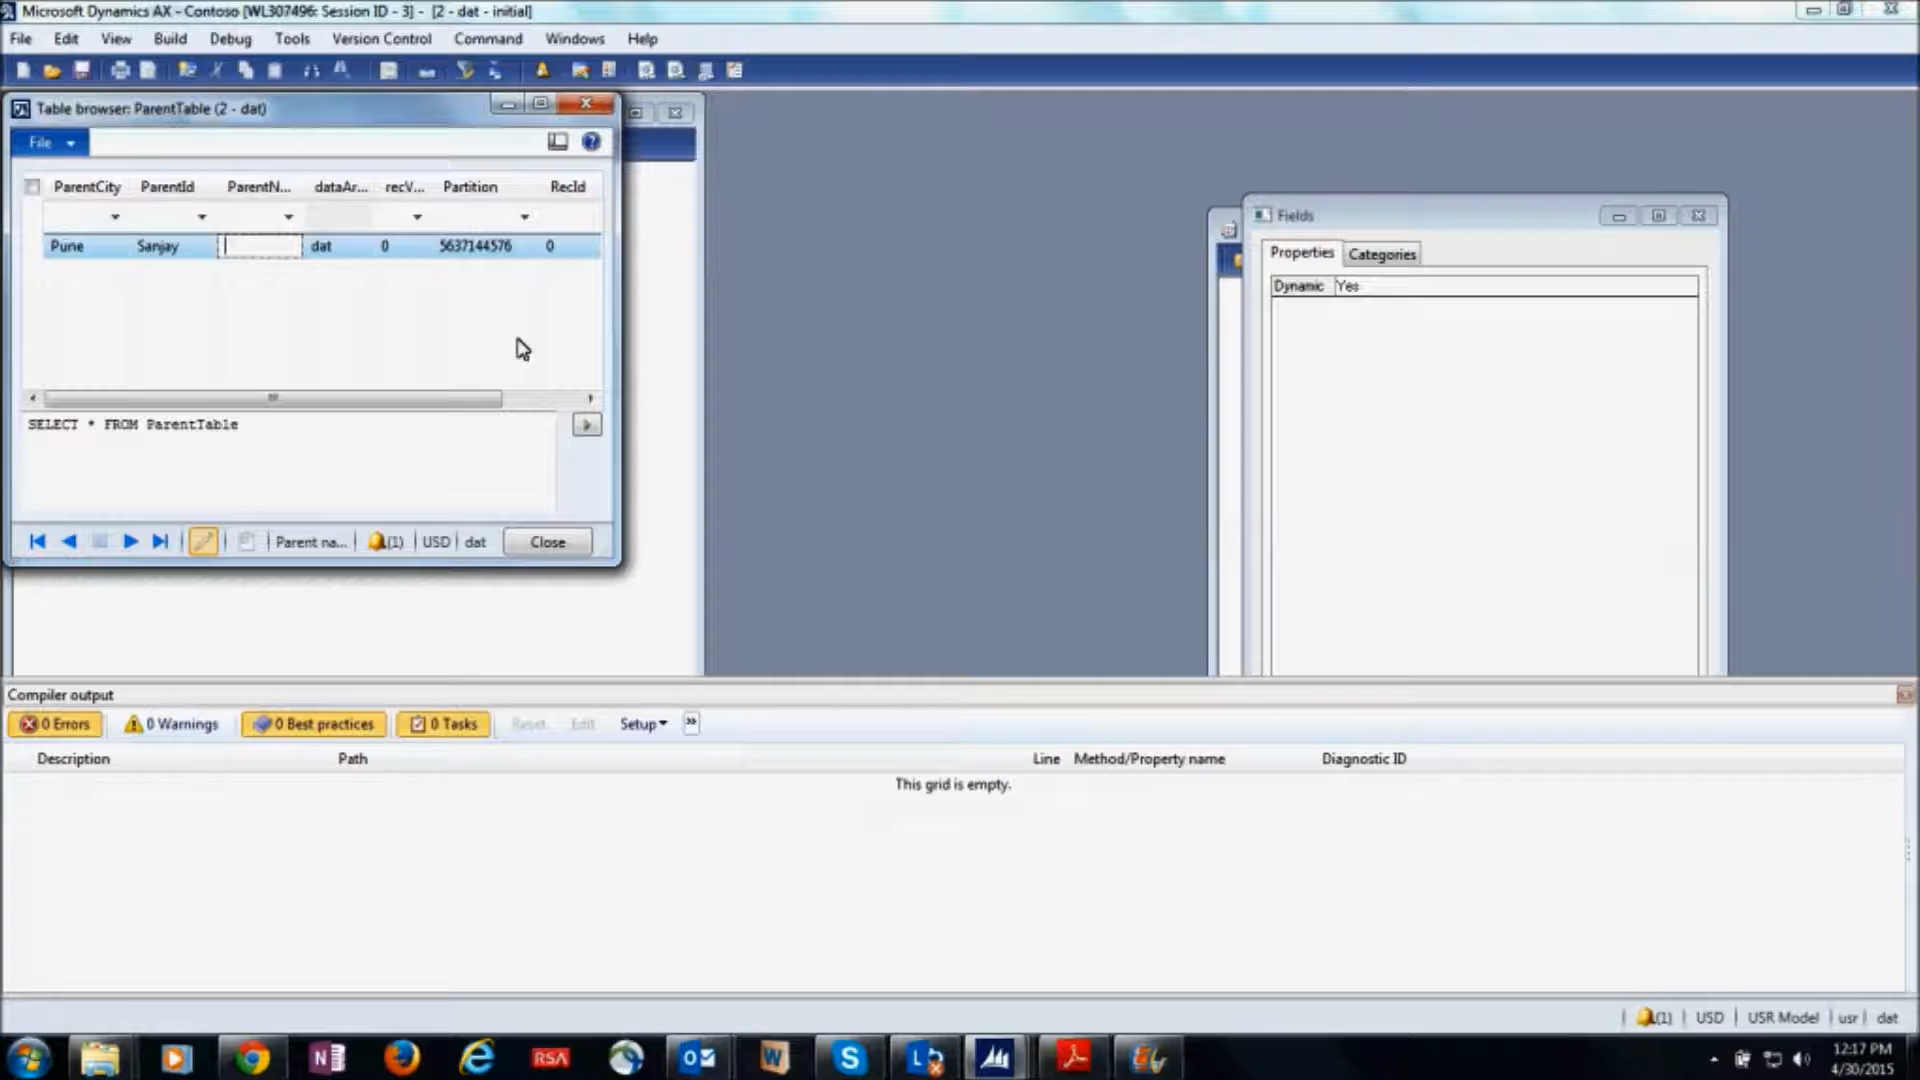 Microsoft Dynamics AX - Contoso [WL307496: Session ID - 3] - [2 - dat - initial]
File Edit View Build Debug Tools Version Control Command Windows Help
Table browser: ParentTable (2 - dat)
File
ParentCity ParentId ParentN... dataAr... recV... Partition RecId
Pune Sanjay dat 0 5637144576 0
SELECT * FROM ParentTable
Parent na... (1) USD dat Close
Fields
Properties Categories
Dynamic Yes
Compiler output
0 Errors 0 Warnings 0 Best practices 0 Tasks Reset Edit Setup
Description Path Line Method/Property name Diagnostic ID
This grid is empty.
(1) USD USR Model usr dat
RSA
12:17 PM
4/30/2015